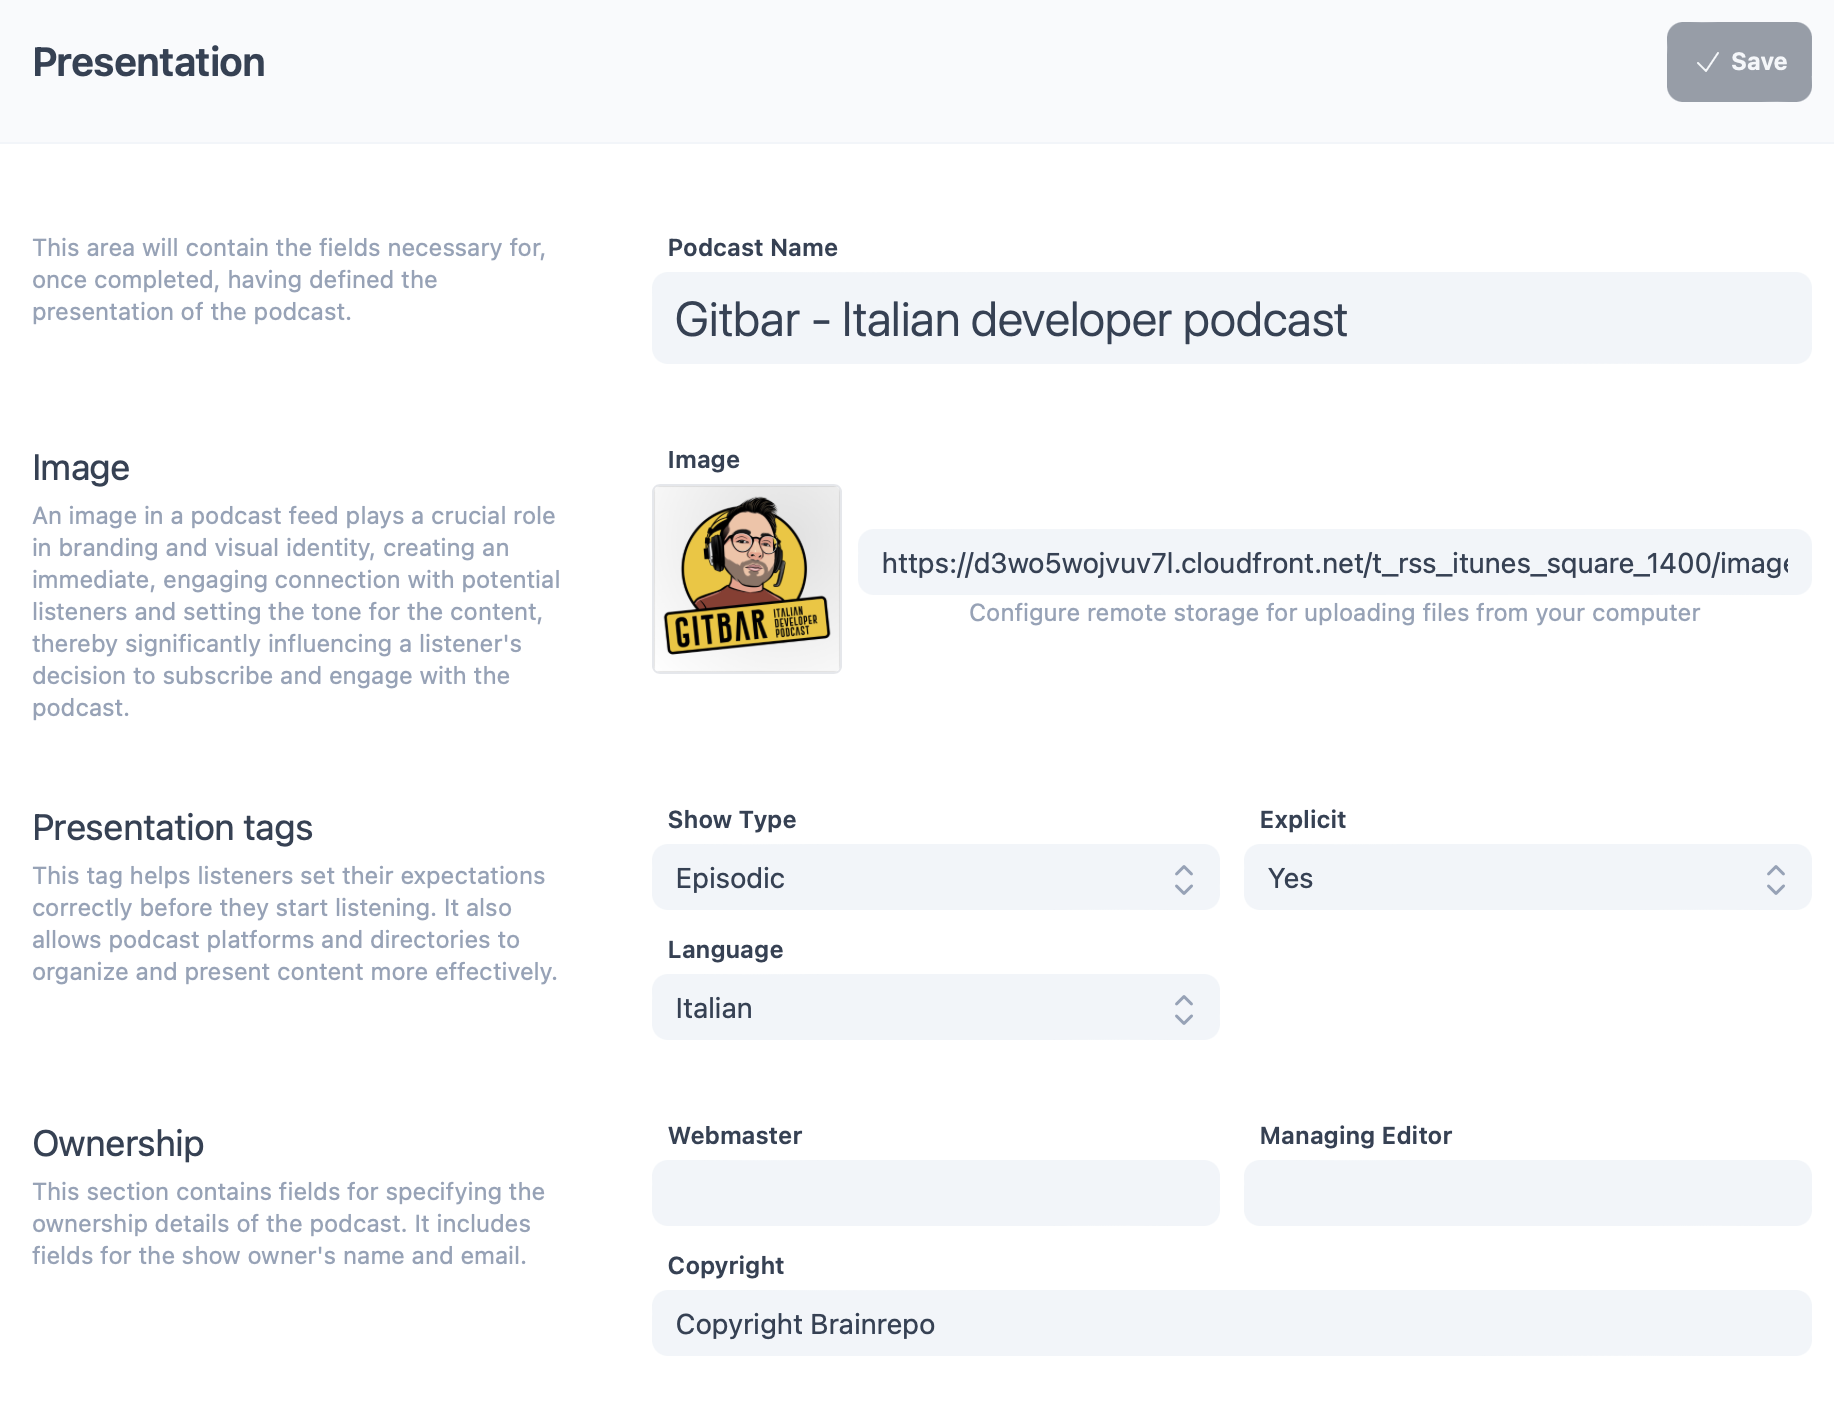 Presentation
Save
This area will contain the fields necessary for,
once completed, having defined the
presentation of the podcast.
Podcast Name
Gitbar - Italian developer podcast
Image
An image in a podcast feed plays a crucial role
in branding and visual identity, creating an
immediate, engaging connection with potential
listeners and setting the tone for the content,
thereby significantly influencing a listener's
decision to subscribe and engage with the
podcast.
Image
GITBAR
ITALIAN
DEVELOPER
PODCAST
https://d3wo5wojvuv7l.cloudfront.net/t_rss_itunes_square_1400/image
Configure remote storage for uploading files from your computer
Presentation tags
This tag helps listeners set their expectations
correctly before they start listening. It also
allows podcast platforms and directories to
organize and present content more effectively.
Show Type
Episodic
Explicit
Yes
Language
Italian
Ownership
This section contains fields for specifying the
ownership details of the podcast. It includes
fields for the show owner's name and email.
Webmaster
Managing Editor
Copyright
Copyright Brainrepo